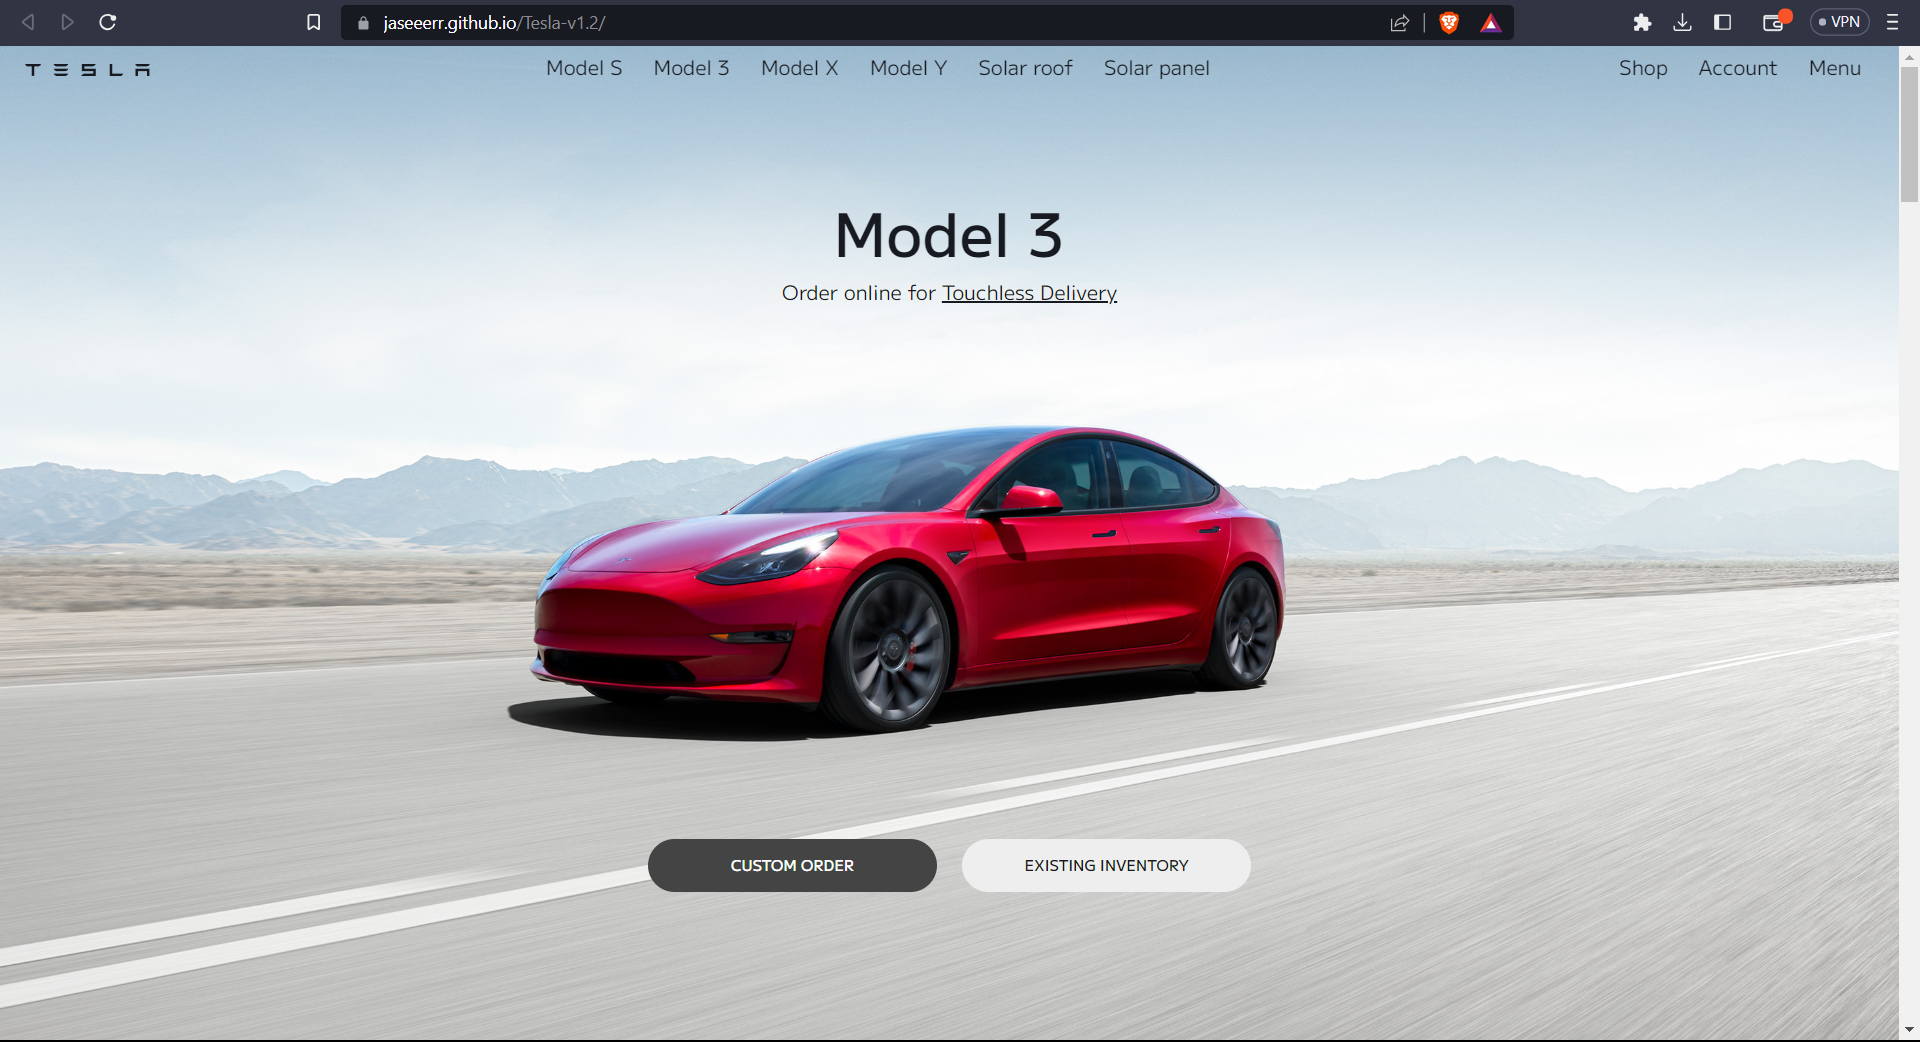 jaseeerr.github.io/Tesla-v1.2/
VPN
TESLA
Model S Model 3 Model X Model Y Solar roof Solar panel
Shop Account Menu
Model 3
Order online for Touchless Delivery
CUSTOM ORDER
EXISTING INVENTORY